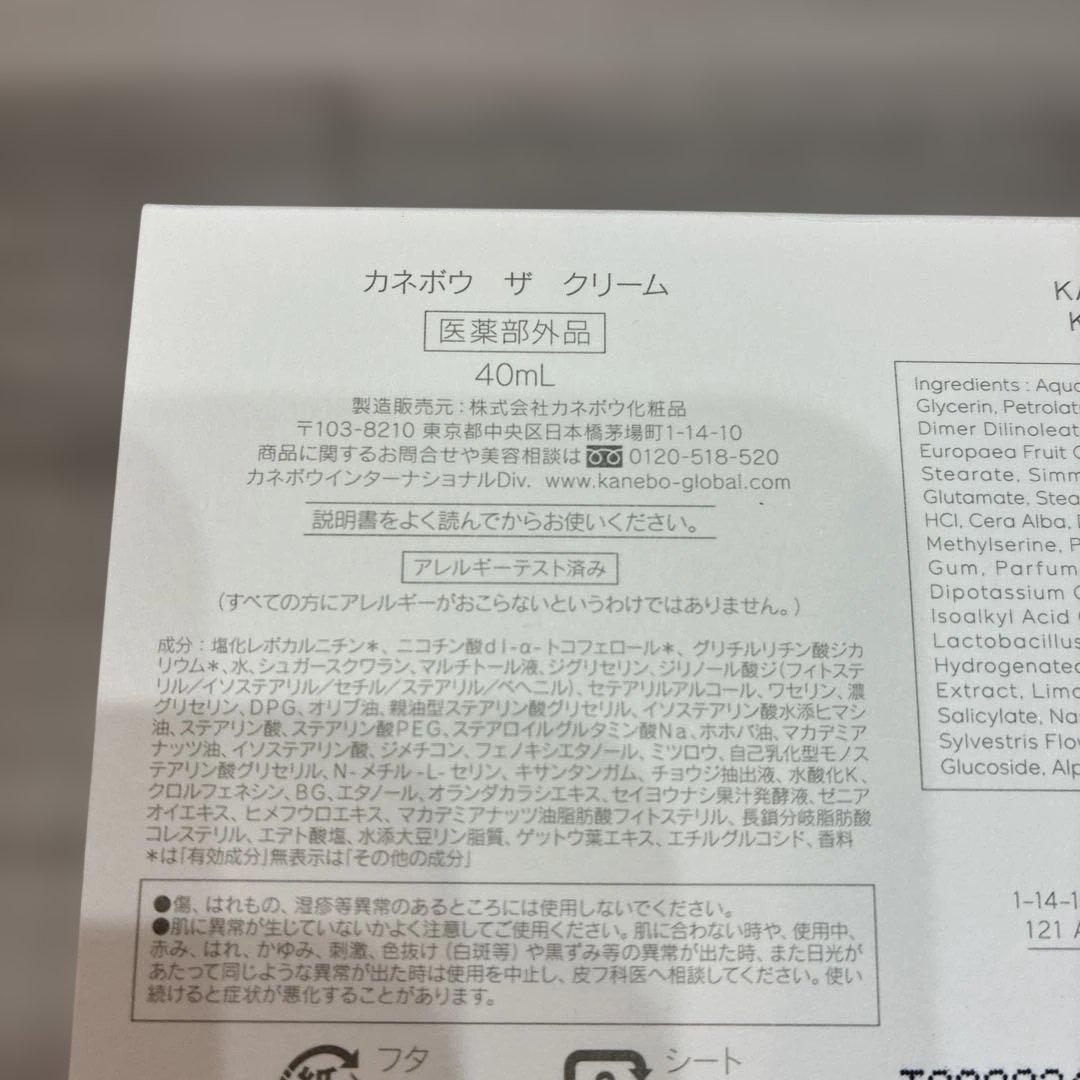 カネボウ ザ クリーム
医薬部外品
40mL
製造販売元：株式会社カネボウ化粧品
〒103-8210 東京都中央区日本橋茅場町1-14-10
商品に関するお問合せや美容相談は 0120-518-520
カネボウインターナショナルDiv. www.kanebo-global.com
説明書をよく読んでからお使いください。
アレルギーテスト済み
（すべての方にアレルギーがおこらないというわけではありません。）
成分：塩化レボカルニチン＊、ニコチン酸dl-α-トコフェロール＊、グリチルリチン酸ジカ
リウム＊、水、シュガースクワラン、マルチトール液、ジグリセリン、ジリノール酸ジ(フィトステ
リル／イソステアリル／セチル／ステアリル／ベヘニル)、セテアリルアルコール、ワセリン、濃
グリセリン、DPG、オリブ油、親油型ステアリン酸グリセリル、イソステアリン酸水添ヒマシ
油、ステアリン酸、ステアリン酸PEG、ステアロイルグルタミン酸Na、ホホバ油、マカデミア
ナッツ油、イソステアリン酸、ジメチコン、フェノキシエタノール、ミツロウ、自己乳化型モノス
テアリン酸グリセリル、N-メチル-L-セリン、キサンタンガム、チョウジ抽出液、水酸化K、
クロルフェネシン、BG、エタノール、オランダカラシエキス、セイヨウナシ果汁発酵液、ゼニア
オイエキス、ヒメフウロエキス、マカデミアナッツ油脂肪酸フィトステリル、長鎖分岐脂肪酸
コレステリル、エデト酸塩、水添大豆リン脂質、ゲットウ葉エキス、エチルグルコシド、香料
＊は「有効成分」無表示は「その他の成分」
●傷、はれもの、湿疹等異常のあるところには使用しないでください。
●肌に異常が生じていないかよく注意してご使用ください。肌に合わない時や、使用中、
赤み、はれ、かゆみ、刺激、色抜け（白斑等）や黒ずみ等の異常が出た時、また日光が
あたって同じような異常が出た時は使用を中止し、皮フ科医へ相談してください。使い
続けると症状が悪化することがあります。
フタ
シート
Ingredients : Aqua
Glycerin, Petrolat
Dimer Dilinoleat
Europaea Fruit
Stearate, Simm
Glutamate, Stea
HCl, Cera Alba,
Methylserine, P
Gum, Parfum
Dipotassium
Isoalkyl Acid
Lactobacillus
Hydrogenated
Extract, Limo
Salicylate, Na
Sylvestris Flow
Glucoside, Alp
1-14-1
121 A